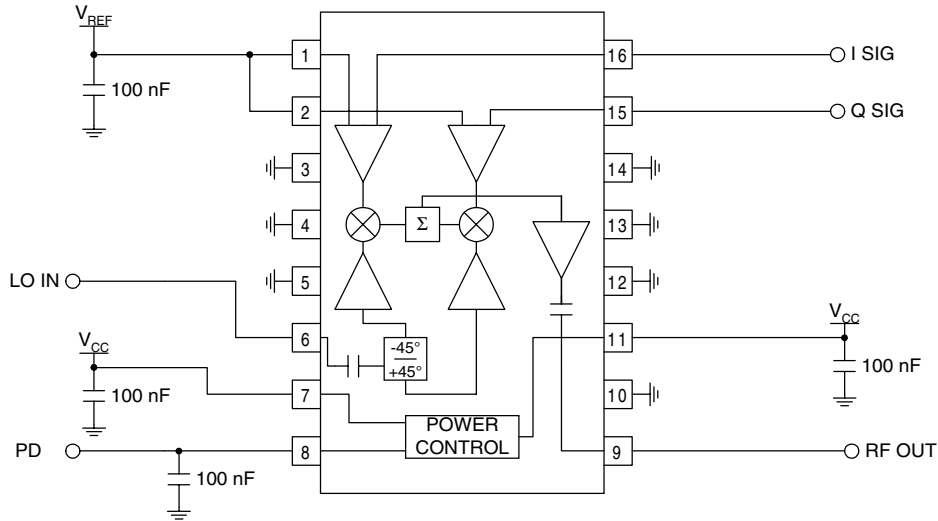 VREF
100 nF
1
16
I SIG
2
15
Q SIG
3
14
4
Σ
13
LO IN
5
12
6
-45°
+45°
11
VCC
100 nF
VCC
100 nF
7
10
POWER
CONTROL
PD
8
9
RF OUT
100 nF